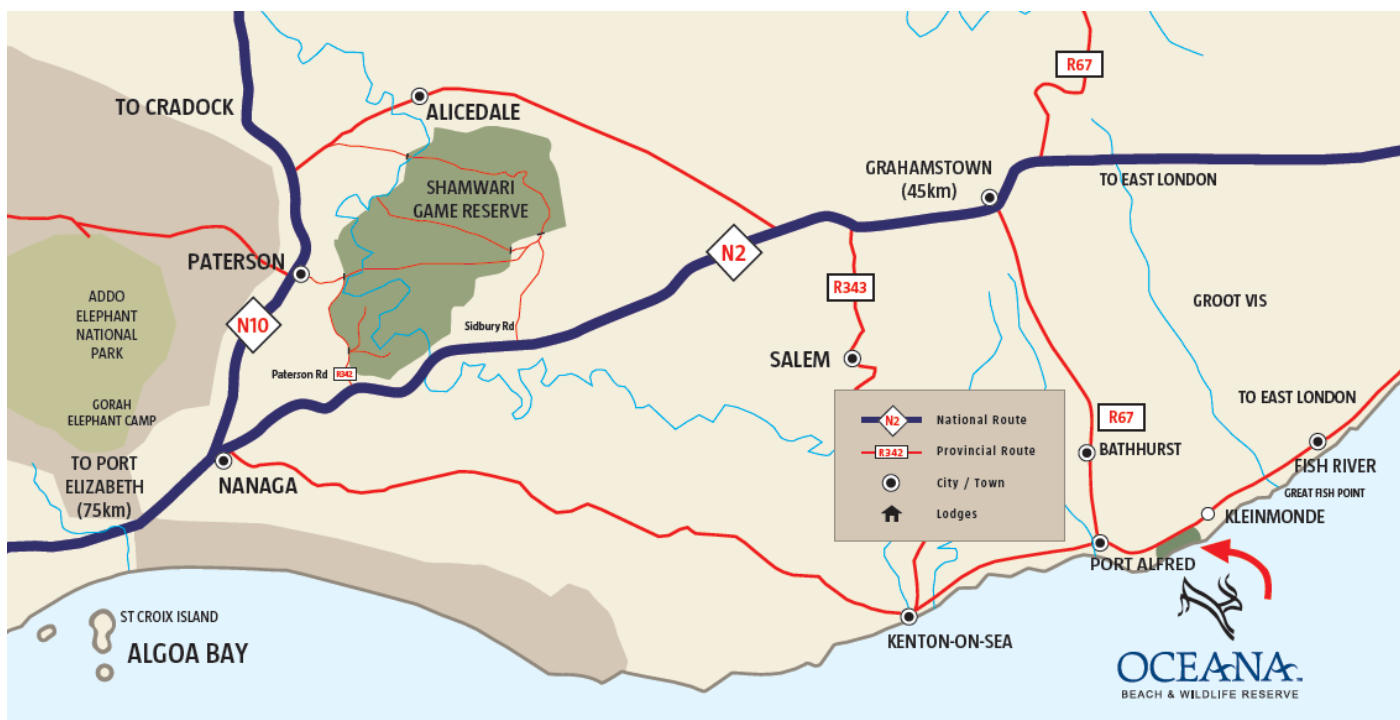 R67
TO CRADOCK
ALICEDALE
GRAHAMSTOWN
(45km)
TO EAST LONDON
SHAMWARI
GAME RESERVE
N2
PATERSON
R343
GROOT VIS
ADDO
ELEPHANT
NATIONAL
PARK
N10
Sidbury Rd
SALEM
Paterson Rd
R342
GORAH
ELEPHANT CAMP
TO EAST LONDON
N2
National Route
R342
Provincial Route
City / Town
Lodges
R67
BATHHURST
FISH RIVER
TO PORT
ELIZABETH
(75km)
NANAGA
GREAT FISH POINT
KLEINMONDE
PORT ALFRED
ST CROIX ISLAND
ALGOA BAY
KENTON-ON-SEA
OCEANA™
BEACH & WILDLIFE RESERVE